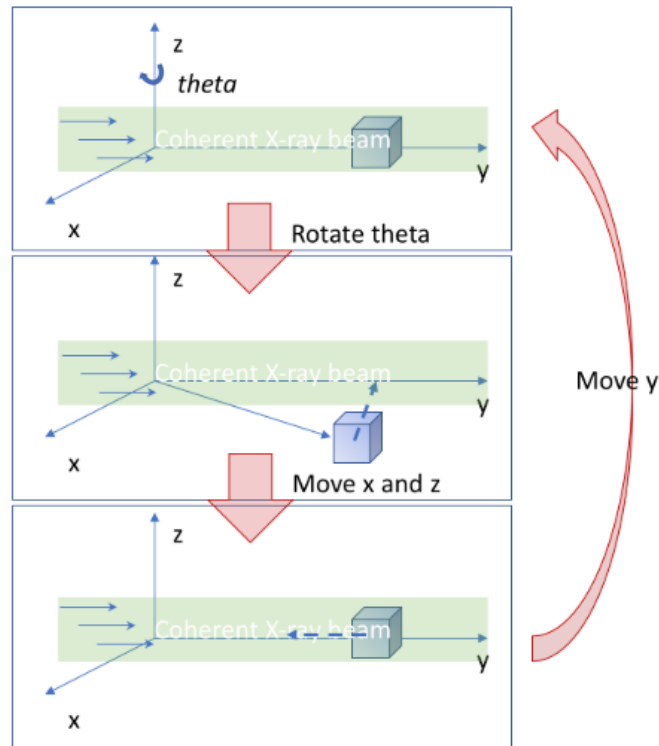 z
theta
Coherent X-ray beam
y
x
Rotate theta
z
Coherent X-ray beam
y
x
Move y
Move x and z
z
Coherent X-ray beam
y
x